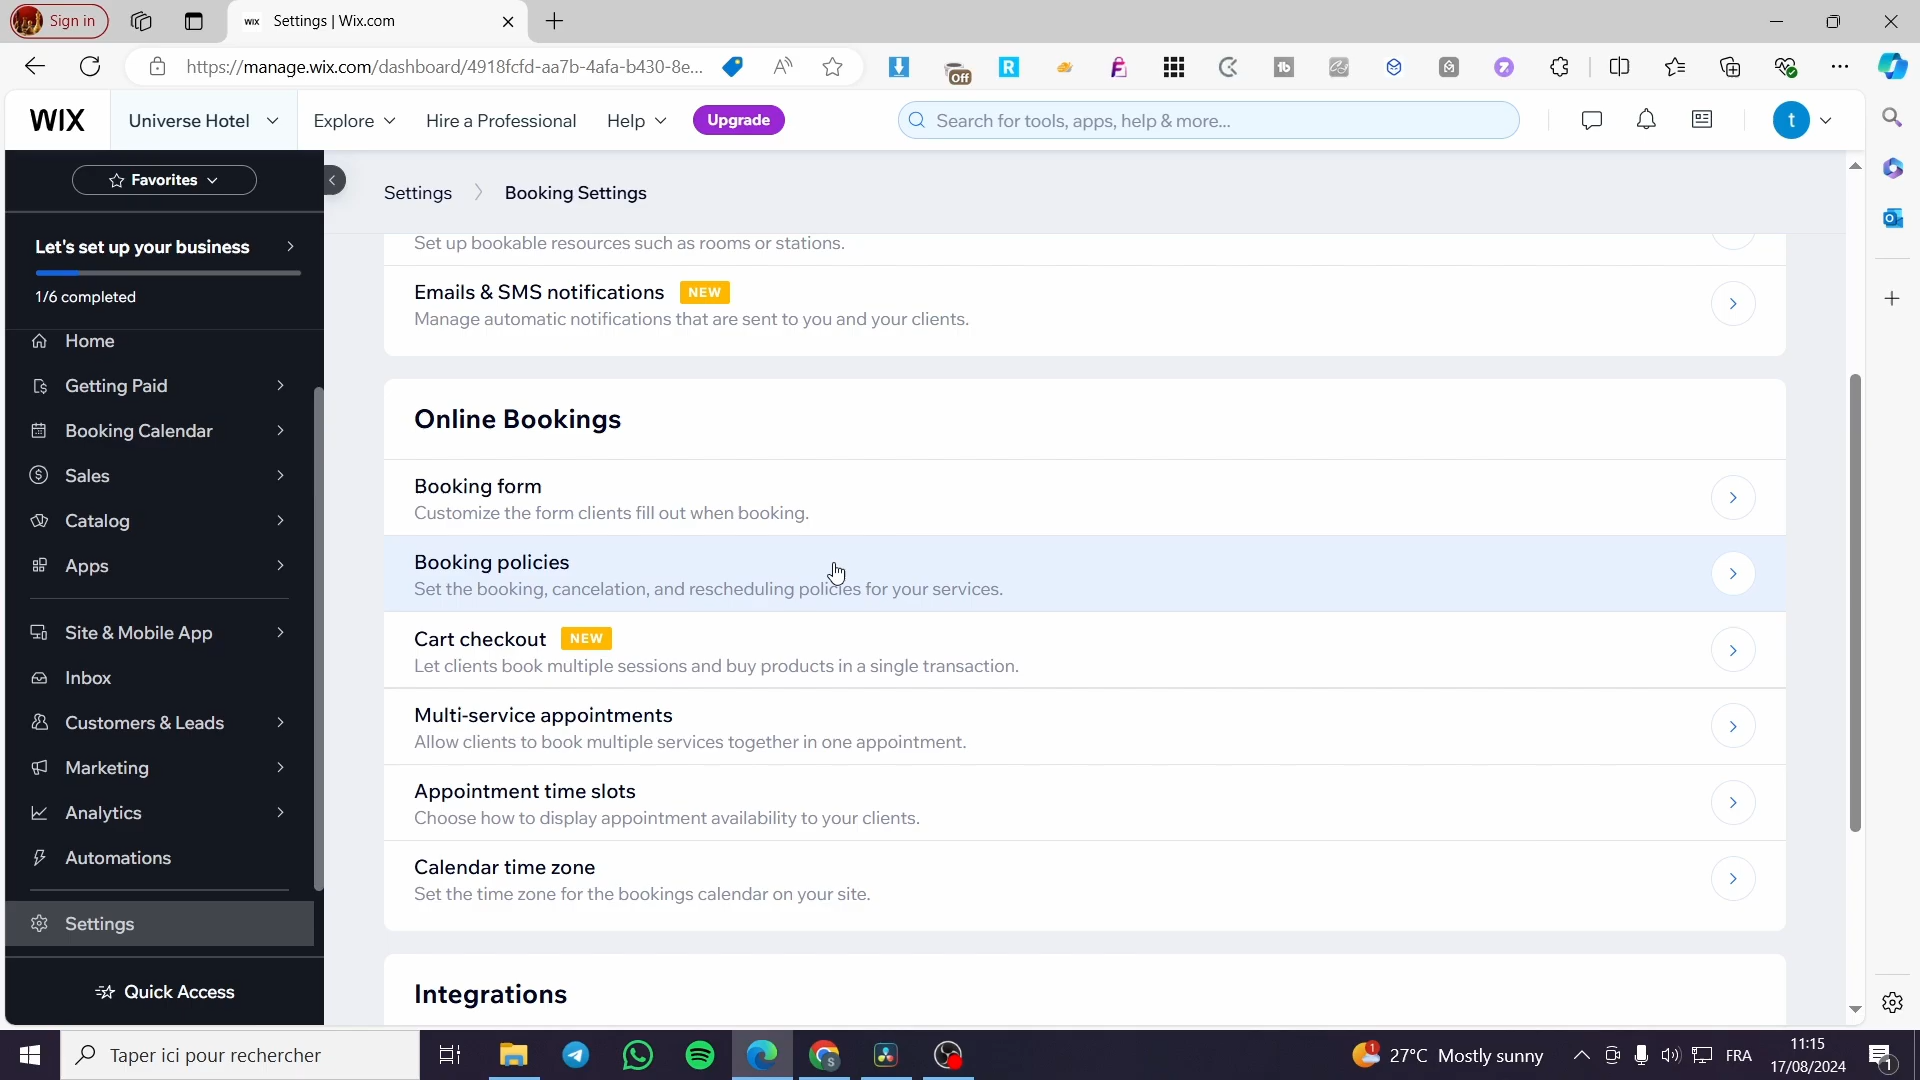 Sign in
WIX Settings | Wix.com
https://manage.wix.com/dashboard/4918fcfd-aa7b-4afa-b430-8e...
Off
WIX
Universe Hotel
Explore
Hire a Professional
Help
Upgrade
Search for tools, apps, help & more...
t
Favorites
Settings
Booking Settings
Let's set up your business
1/6 completed
Set up bookable resources such as rooms or stations.
Emails & SMS notifications NEW
Manage automatic notifications that are sent to you and your clients.
Home
Getting Paid
Booking Calendar
Sales
Catalog
Apps
Site & Mobile App
Inbox
Customers & Leads
Marketing
Analytics
Automations
Settings
Quick Access
Online Bookings
Booking form
Customize the form clients fill out when booking.
Booking policies
Set the booking, cancelation, and rescheduling policies for your services.
Cart checkout NEW
Let clients book multiple sessions and buy products in a single transaction.
Multi-service appointments
Allow clients to book multiple services together in one appointment.
Appointment time slots
Choose how to display appointment availability to your clients.
Calendar time zone
Set the time zone for the bookings calendar on your site.
Integrations
Taper ici pour rechercher
27°C Mostly sunny
FRA
11:15
17/08/2024
1